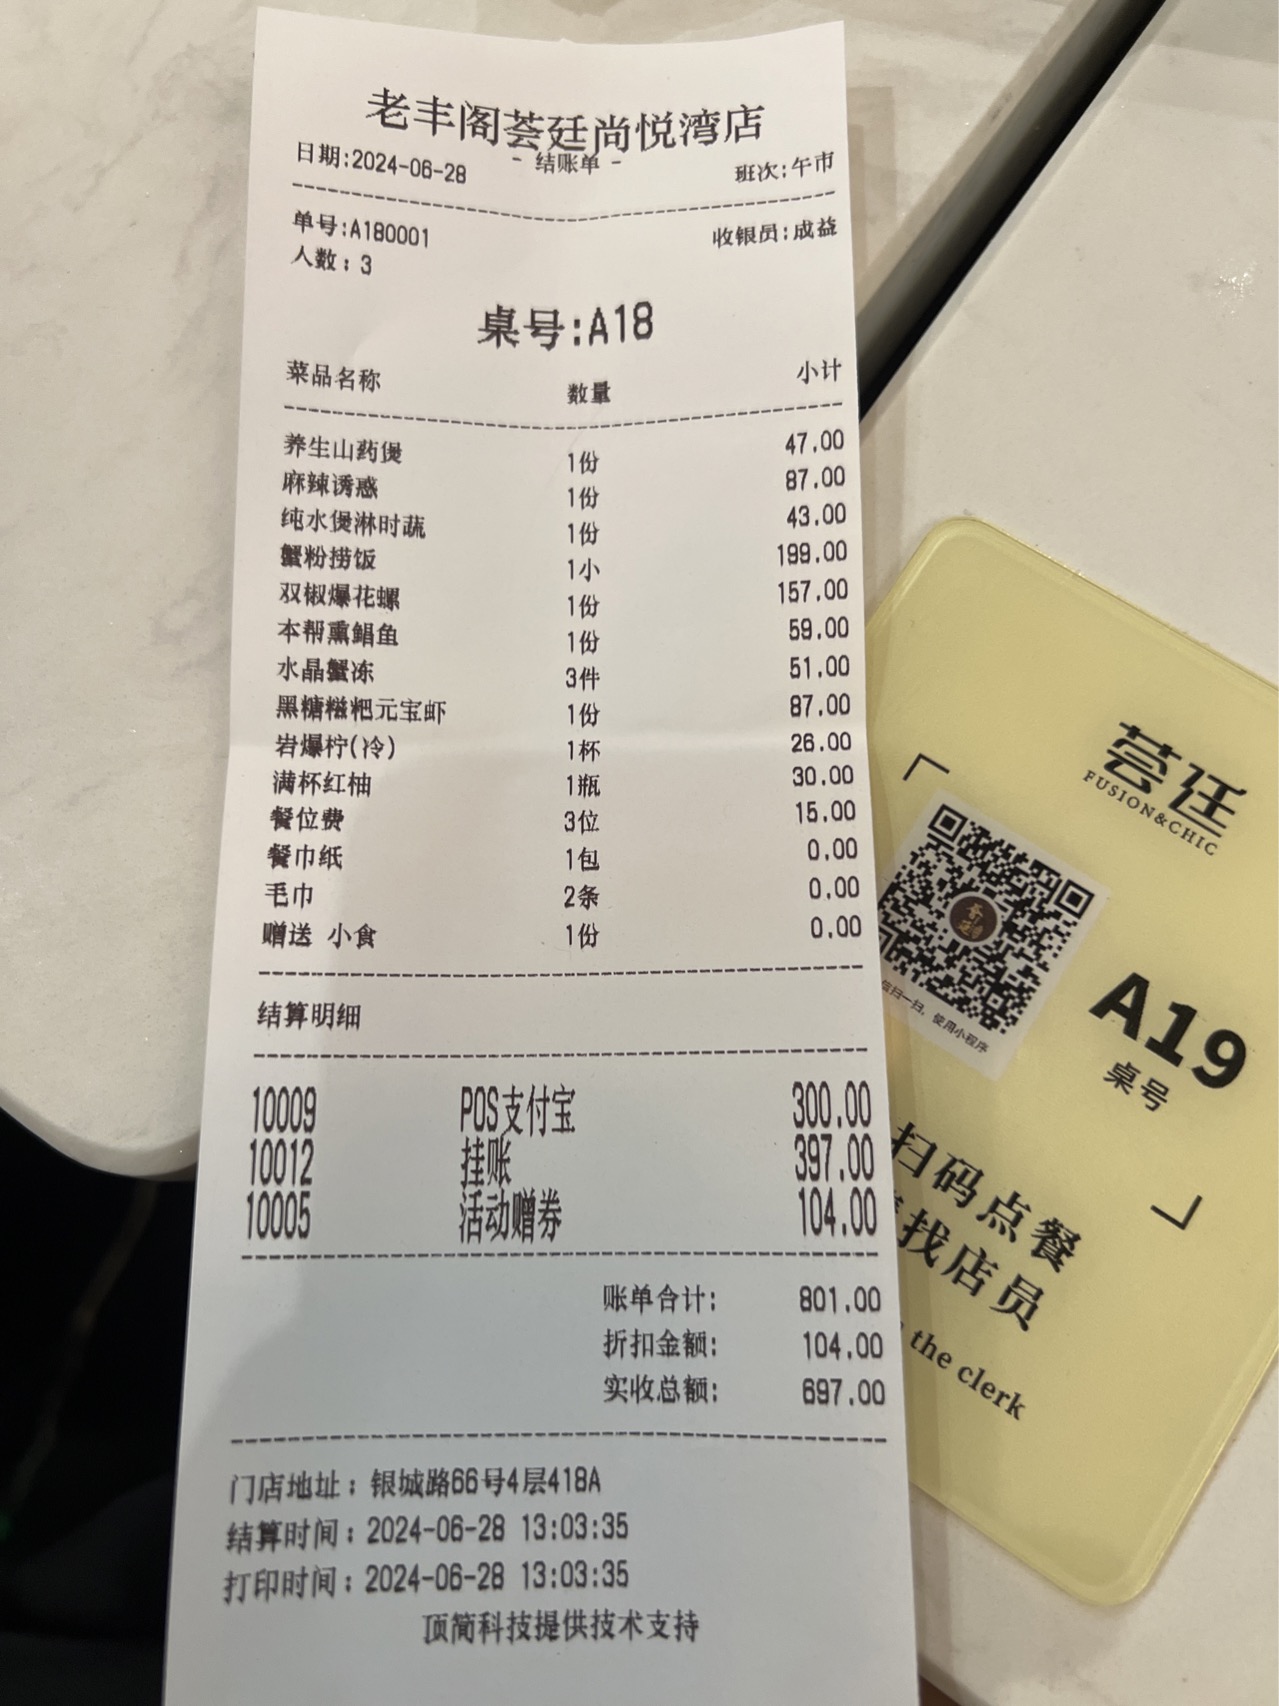 老丰阁荟廷尚悦湾店
- 结账单 -
日期:2024-06-28 班次:午市
单号:A180001 收银员:成益
人数：3
桌号:A18
菜品名称 数量 小计
养生山药煲 1份 47.00
麻辣诱惑 1份 87.00
纯水煲淋时蔬 1份 43.00
蟹粉捞饭 1小 199.00
双椒爆花螺 1份 157.00
本帮熏鲳鱼 1份 59.00
水晶蟹冻 3件 51.00
黑糖糍粑元宝虾 1份 87.00
岩爆柠(冷) 1杯 26.00
满杯红柚 1瓶 30.00
餐位费 3位 15.00
餐巾纸 1包 0.00
毛巾 2条 0.00
赠送 小食 1份 0.00
结算明细
10009 POS支付宝 300.00
10012 挂账 397.00
10005 活动赠券 104.00
账单合计: 801.00
折扣金额: 104.00
实收总额: 697.00
门店地址：银城路66号4层418A
结算时间：2024-06-28 13:03:35
打印时间：2024-06-28 13:03:35
顶简科技提供技术支持
荟廷
FUSION&CHIC
信扫一扫，使用小程序
A19
桌号
扫码点餐
找店员
the clerk